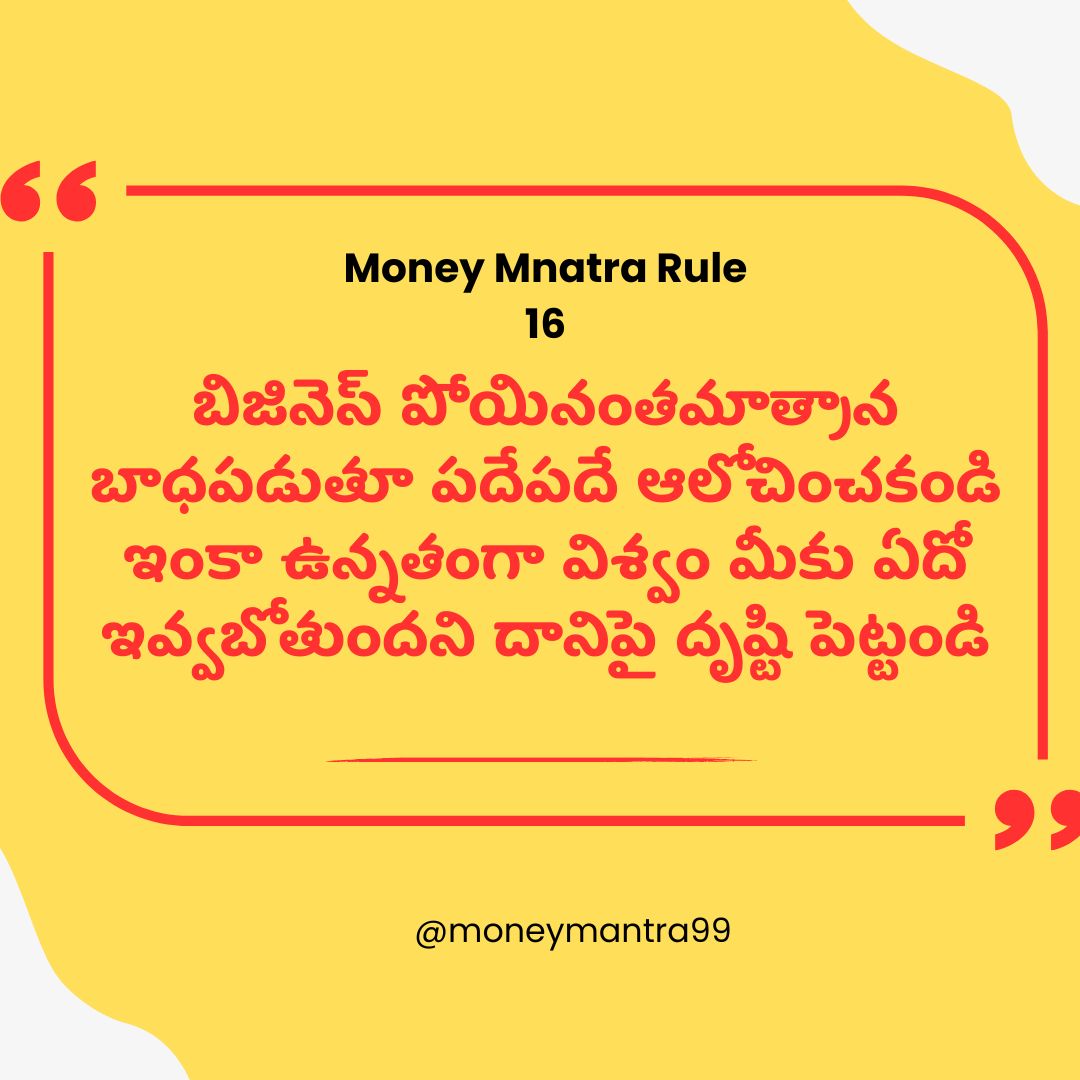 Money Mnatra Rule
16
బిజినెస్ పోయినంతమాత్రాన
బాధపడుతూ పదేపదే ఆలోచించకండి
ఇంకా ఉన్నతంగా విశ్వం మీకు ఏదో
ఇవ్వబోతుందని దానిపై దృష్టి పెట్టండి
@moneymantra99